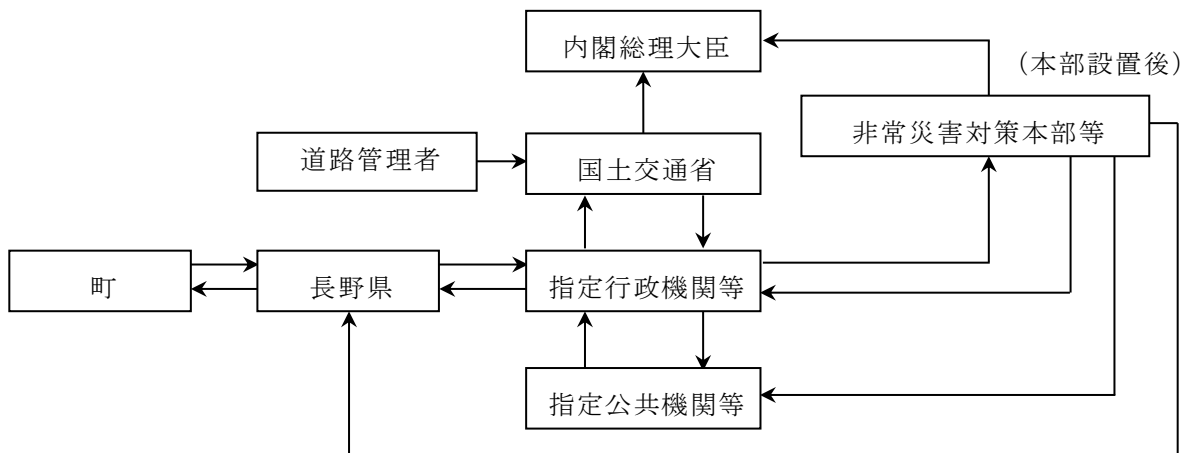 内閣総理大臣
（本部設置後）
非常災害対策本部等
道路管理者
国土交通省
町
長野県
指定行政機関等
指定公共機関等